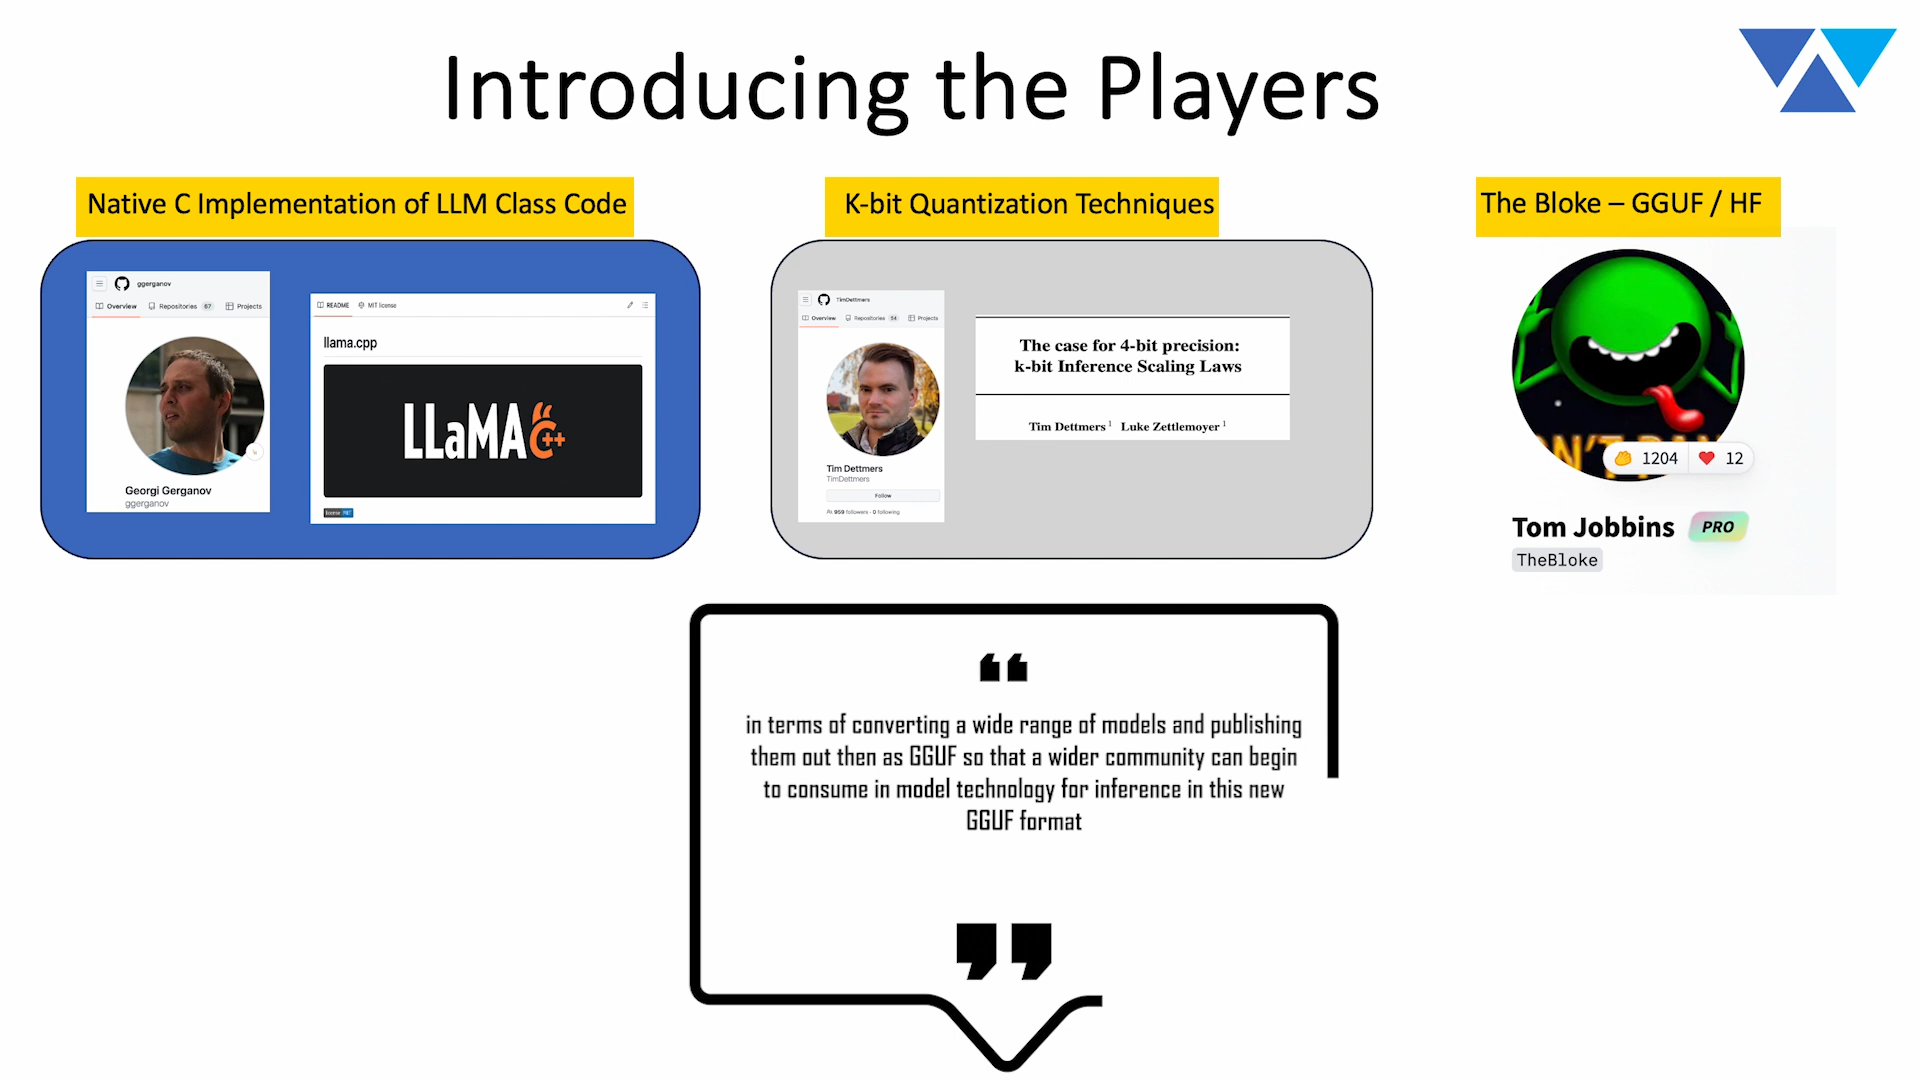 Introducing the Players
Native C Implementation of LLM Class Code
ggerganov
Overview Repositories 67 Projects
Georgi Gerganov
ggerganov
README MIT license
llama.cpp
LLaMA C++
license MIT
K-bit Quantization Techniques
TimDettmers
Overview Repositories 54 Projects
Tim Dettmers
TimDettmers
Follow
959 followers · 0 following
The case for 4-bit precision:
k-bit Inference Scaling Laws
Tim Dettmers 1 Luke Zettlemoyer 1
The Bloke – GGUF / HF
1204 12
Tom Jobbins PRO
TheBloke
“
in terms of converting a wide range of models and publishing
them out then as GGUF so that a wider community can begin
to consume in model technology for inference in this new
GGUF format
”